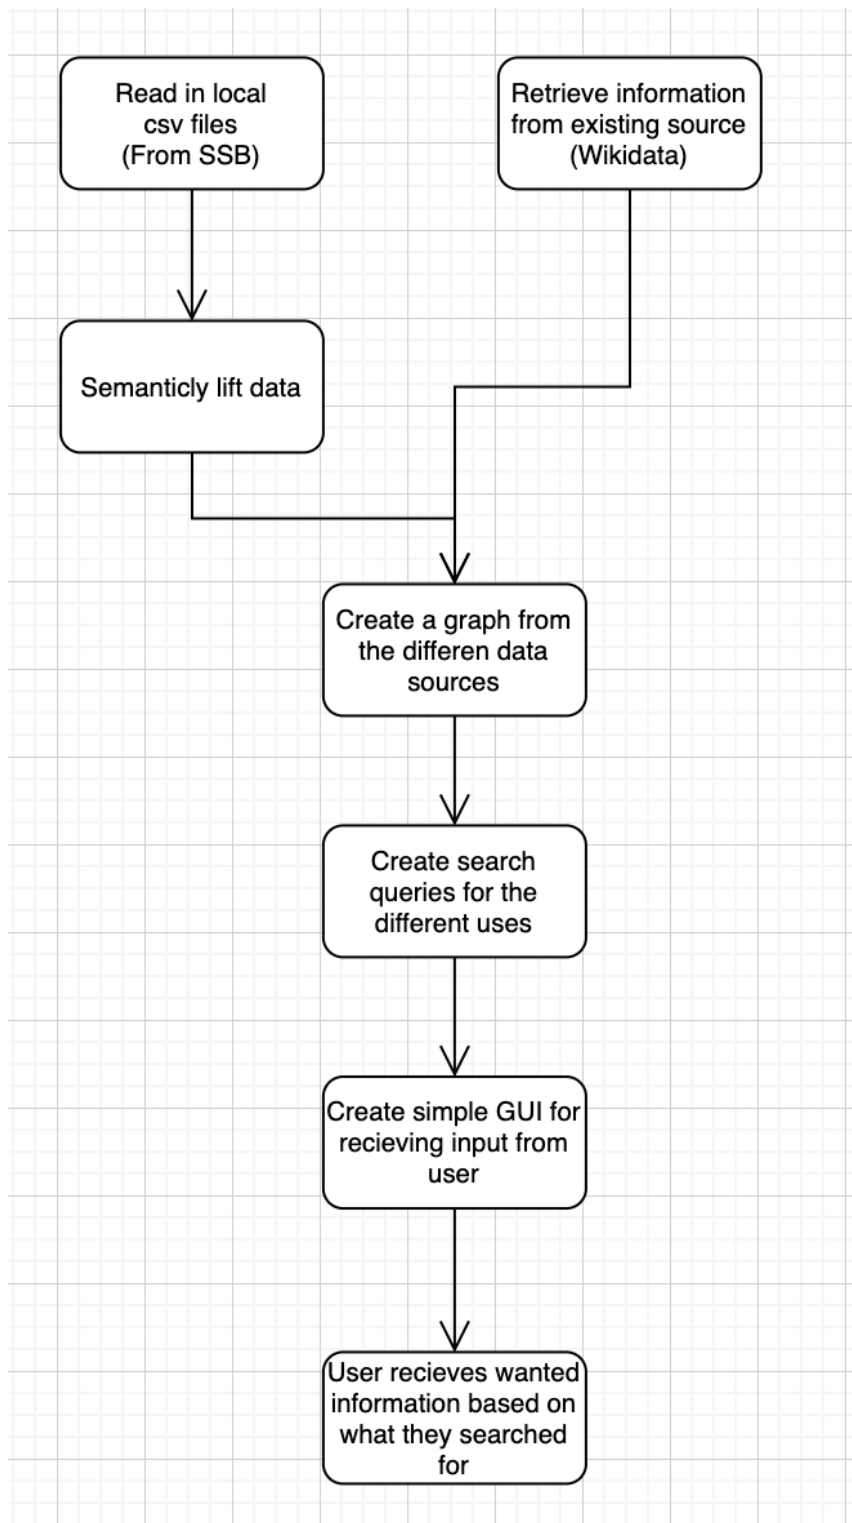 Read in local
csv files
(From SSB)
Retrieve information
from existing source
(Wikidata)
Semanticly lift data
Create a graph from
the differen data
sources
Create search
queries for the
different uses
Create simple GUI for
recieving input from
user
User recieves wanted
information based on
what they searched
for